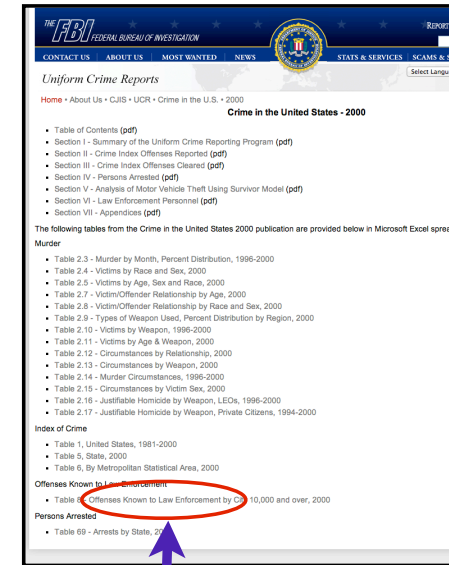 THE FBI FEDERAL BUREAU OF INVESTIGATION
REPORT
CONTACT US | ABOUT US | MOST WANTED | NEWS | STATS & SERVICES | SCAMS &
Uniform Crime Reports
Select Langu
Home • About Us • CJIS • UCR • Crime in the U.S. • 2000
Crime in the United States - 2000
Table of Contents (pdf)
Section I - Summary of the Uniform Crime Reporting Program (pdf)
Section II - Crime Index Offenses Reported (pdf)
Section III - Crime Index Offenses Cleared (pdf)
Section IV - Persons Arrested (pdf)
Section V - Analysis of Motor Vehicle Theft Using Survivor Model (pdf)
Section VI - Law Enforcement Personnel (pdf)
Section VII - Appendices (pdf)
The following tables from the Crime in the United States 2000 publication are provided below in Microsoft Excel sprea
Murder
Table 2.3 - Murder by Month, Percent Distribution, 1996-2000
Table 2.4 - Victims by Race and Sex, 2000
Table 2.5 - Victims by Age, Sex and Race, 2000
Table 2.7 - Victim/Offender Relationship by Age, 2000
Table 2.8 - Victim/Offender Relationship by Race and Sex, 2000
Table 2.9 - Types of Weapon Used, Percent Distribution by Region, 2000
Table 2.10 - Victims by Weapon, 1996-2000
Table 2.11 - Victims by Age & Weapon, 2000
Table 2.12 - Circumstances by Relationship, 2000
Table 2.13 - Circumstances by Weapon, 2000
Table 2.14 - Murder Circumstances, 1996-2000
Table 2.15 - Circumstances by Victim Sex, 2000
Table 2.16 - Justifiable Homicide by Weapon, LEOs, 1996-2000
Table 2.17 - Justifiable Homicide by Weapon, Private Citizens, 1994-2000
Index of Crime
Table 1, United States, 1981-2000
Table 5, State, 2000
Table 6, By Metropolitan Statistical Area, 2000
Offenses Known to Law Enforcement
Table 8 - Offenses Known to Law Enforcement by City 10,000 and over, 2000
Persons Arrested
Table 69 - Arrests by State, 20